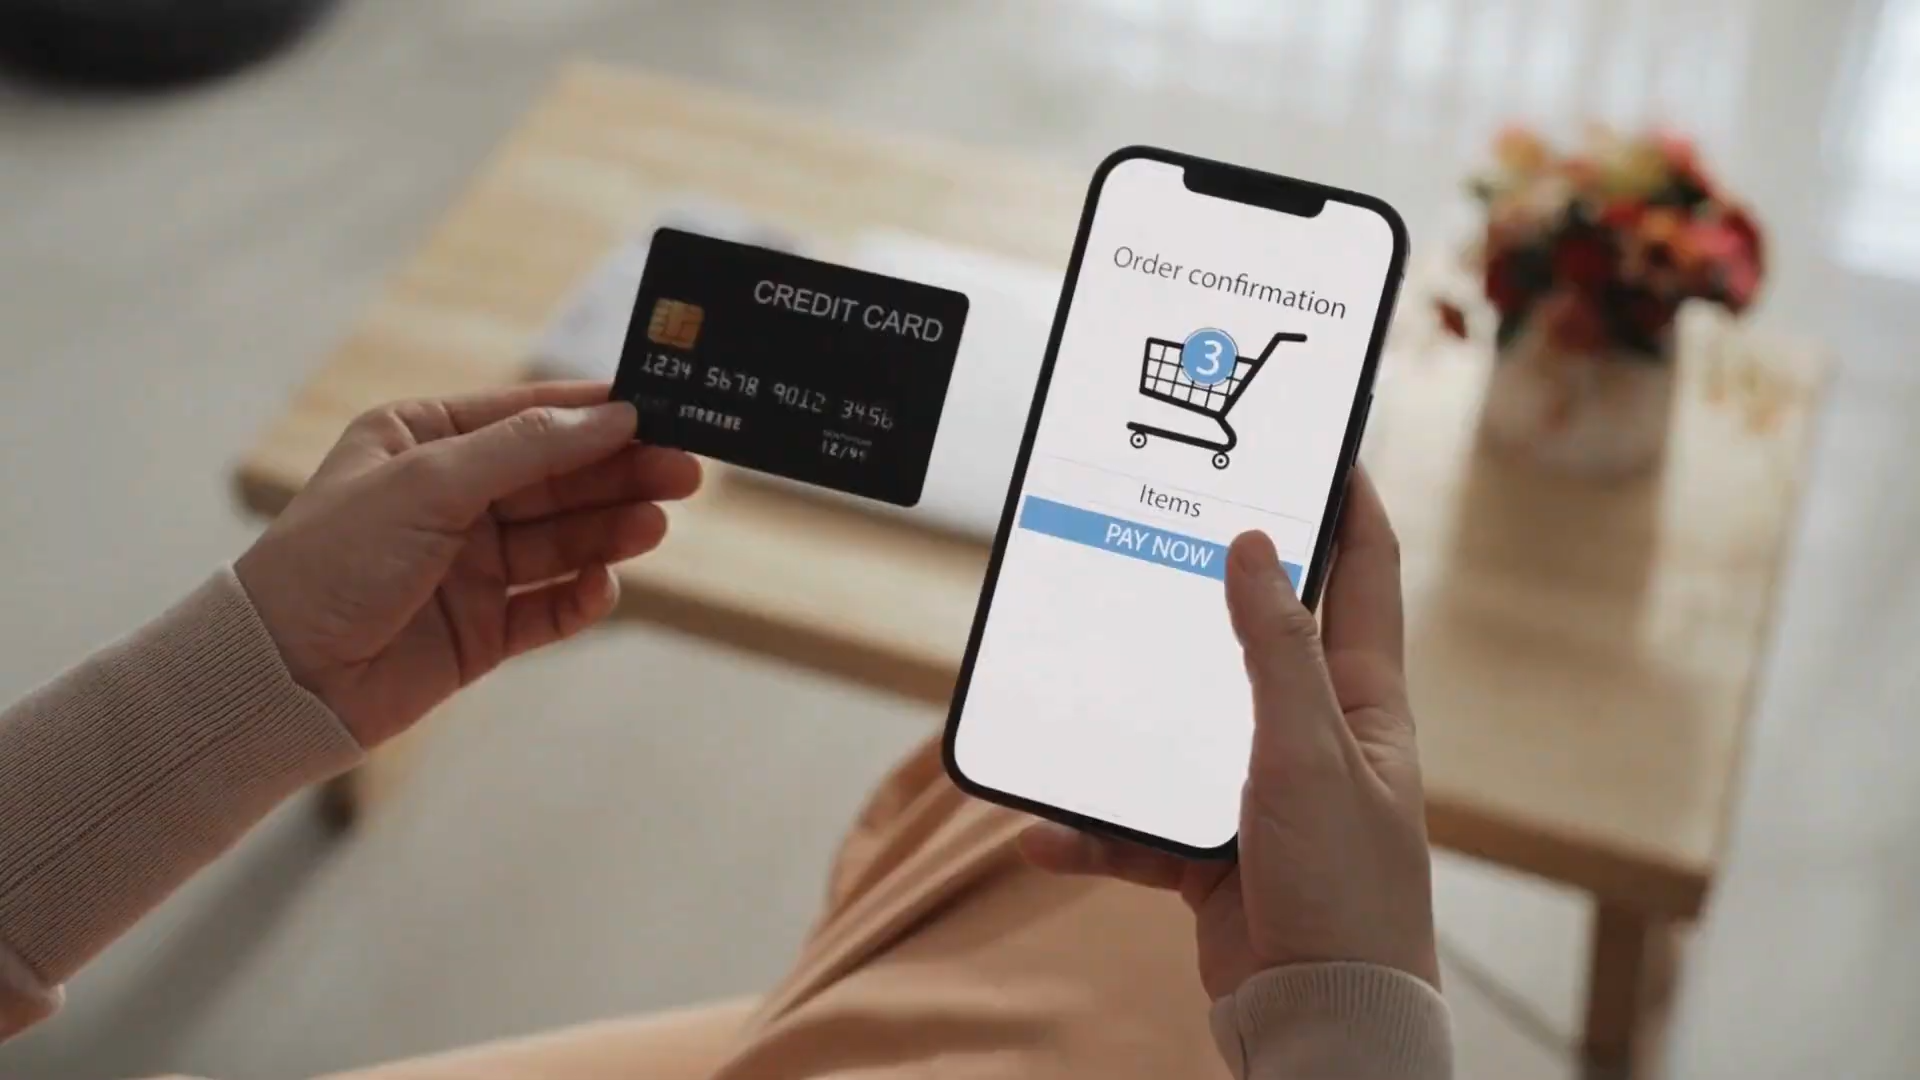 CREDIT CARD
1234 5678 9012 3456
12/99
Order confirmation
3
Items
PAY NOW